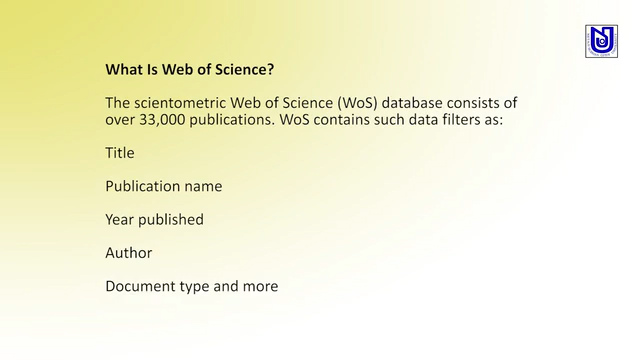 What Is Web of Science?
The scientometric Web of Science (WoS) database consists of
over 33,000 publications. WoS contains such data filters as:
Title
Publication name
Year published
Author
Document type and more